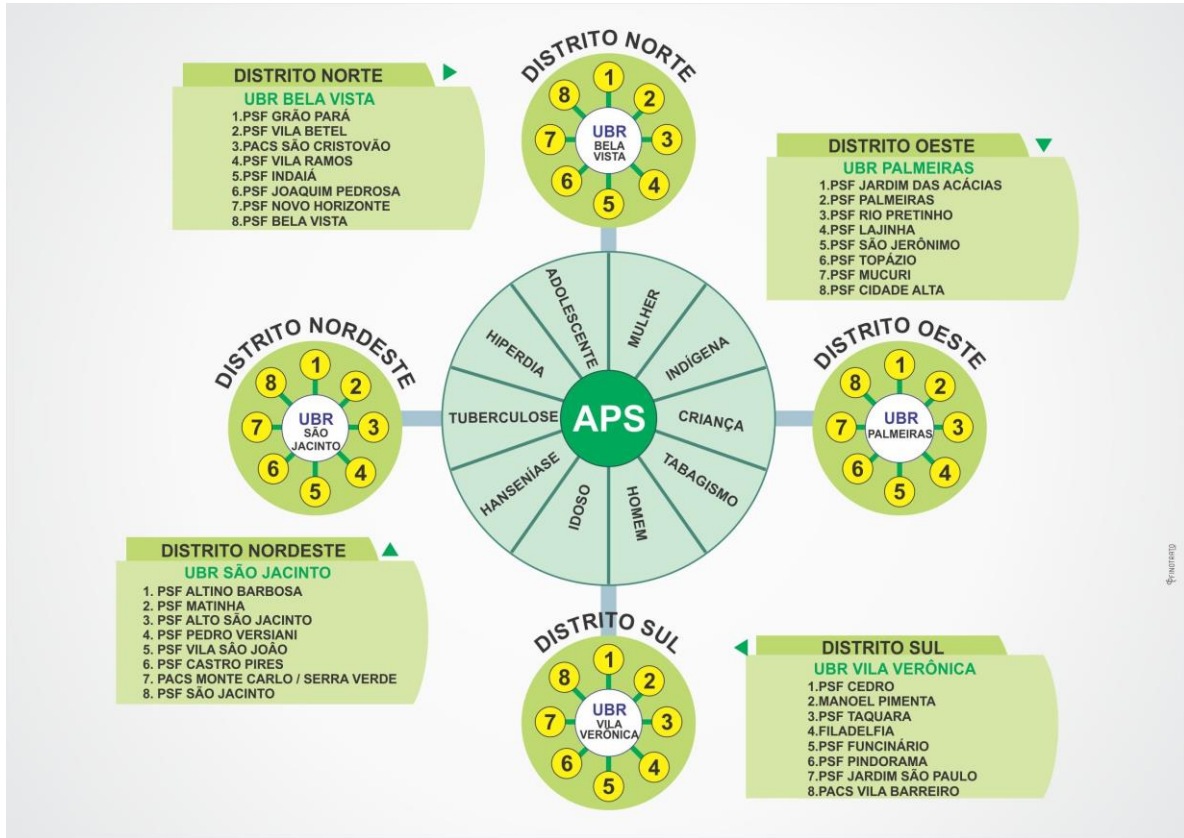 DISTRITO NORTE
UBR BELA VISTA
1.PSF GRÃO PARÁ
2.PSF VILA BETEL
3.PACS SÃO CRISTOVÃO
4.PSF VILA RAMOS
5.PSF INDAIÁ
6.PSF JOAQUIM PEDROSA
7.PSF NOVO HORIZONTE
8.PSF BELA VISTA
DISTRITO NORTE
1
2
3
4
5
6
7
8
UBR
BELA
VISTA
DISTRITO OESTE
UBR PALMEIRAS
1.PSF JARDIM DAS ACÁCIAS
2.PSF PALMEIRAS
3.PSF RIO PRETINHO
4.PSF LAJINHA
5.PSF SÃO JERÔNIMO
6.PSF TOPÁZIO
7.PSF MUCURI
8.PSF CIDADE ALTA
DISTRITO NORDESTE
1
2
3
4
5
6
7
8
UBR
SÃO
JACINTO
APS
MULHER
INDÍGENA
CRIANÇA
TABAGISMO
HOMEM
IDOSO
HANSENÍASE
TUBERCULOSE
HIPERDIA
ADOLESCENTE
DISTRITO OESTE
1
2
3
4
5
6
7
8
UBR
PALMEIRAS
DISTRITO NORDESTE
UBR SÃO JACINTO
1. PSF ALTINO BARBOSA
2. PSF MATINHA
3. PSF ALTO SÃO JACINTO
4. PSF PEDRO VERSIANI
5. PSF VILA SÂO JOÂO
6. PSF CASTRO PIRES
7. PACS MONTE CARLO / SERRA VERDE
8. PSF SÃO JACINTO
DISTRITO SUL
1
2
3
4
5
6
7
8
UBR
VILA
VERÔNICA
DISTRITO SUL
UBR VILA VERÔNICA
1.PSF CEDRO
2.MANOEL PIMENTA
3.PSF TAQUARA
4.FILADELFIA
5.PSF FUNCINÁRIO
6.PSF PINDORAMA
7.PSF JARDIM SÃO PAULO
8.PACS VILA BARREIRO